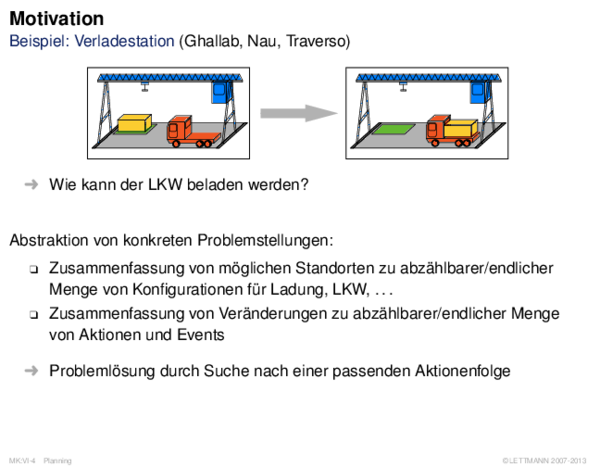 Motivation
Beispiel: Verladestation (Ghallab, Nau, Traverso)
➜ Wie kann der LKW beladen werden?
Abstraktion von konkreten Problemstellungen:
❑ Zusammenfassung von möglichen Standorten zu abzählbarer/endlicher
Menge von Konfigurationen für Ladung, LKW, . . .
❑ Zusammenfassung von Veränderungen zu abzählbarer/endlicher Menge
von Aktionen und Events
➜ Problemlösung durch Suche nach einer passenden Aktionenfolge
MK:VI-4 Planning
©LETTMANN 2007-2013